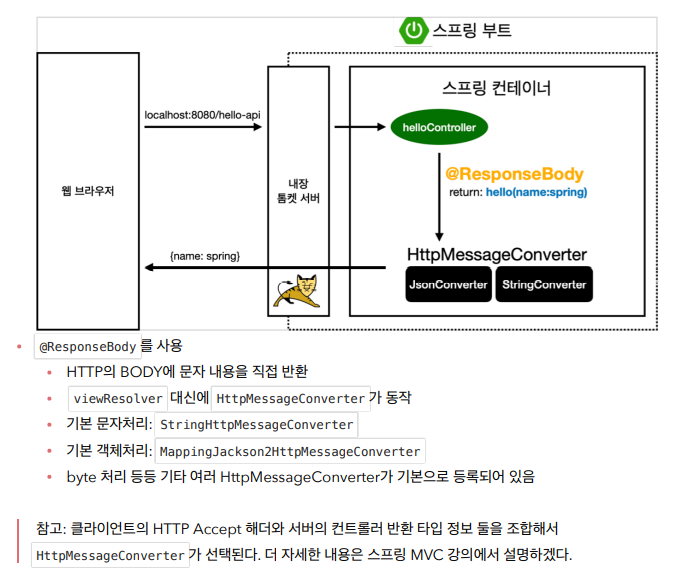 스프링 부트
스프링 컨테이너
localhost:8080/hello-api
helloController
웹 브라우저
내장
톰켓 서버
@ResponseBody
return: hello(name:spring)
{name: spring}
HttpMessageConverter
JsonConverter
StringConverter
@ResponseBody 를 사용
HTTP의 BODY에 문자 내용을 직접 반환
viewResolver 대신에 HttpMessageConverter 가 동작
기본 문자처리: StringHttpMessageConverter
기본 객체처리: MappingJackson2HttpMessageConverter
byte 처리 등등 기타 여러 HttpMessageConverter가 기본으로 등록되어 있음
참고: 클라이언트의 HTTP Accept 헤더와 서버의 컨트롤러 반환 타입 정보 둘을 조합해서
HttpMessageConverter 가 선택된다. 더 자세한 내용은 스프링 MVC 강의에서 설명하겠다.